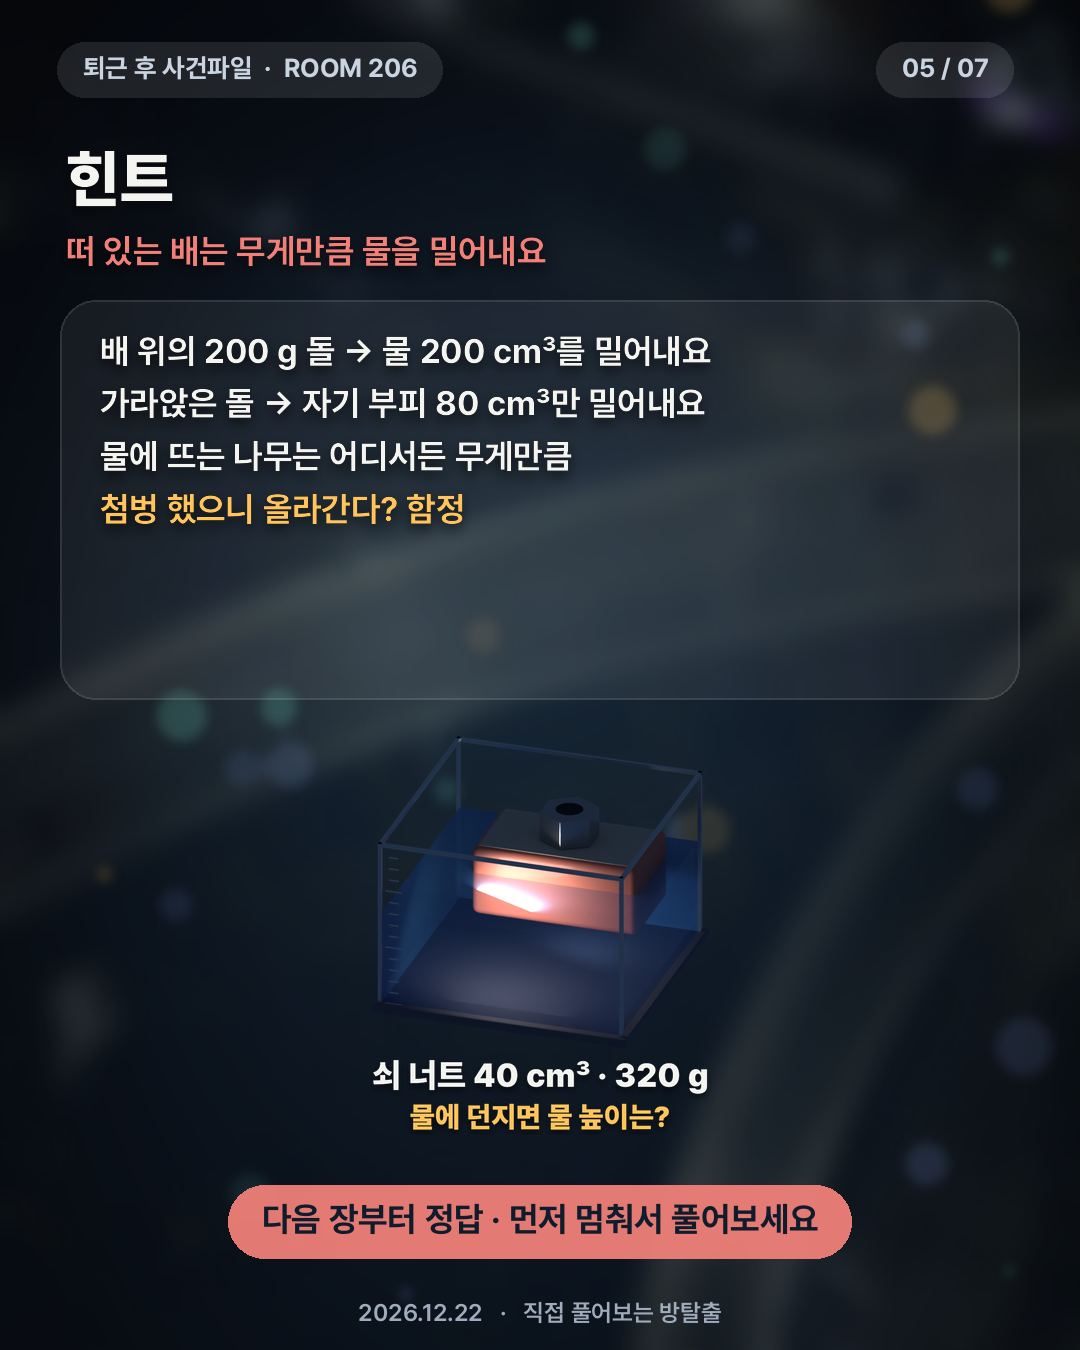 퇴근 후 사건파일 · ROOM 206
05 / 07
힌트
떠 있는 배는 무게만큼 물을 밀어내요
배 위의 200 g 돌 → 물 200 cm³를 밀어내요
가라앉은 돌 → 자기 부피 80 cm³만 밀어내요
물에 뜨는 나무는 어디서든 무게만큼
첨벙 했으니 올라간다? 함정
쇠 너트 40 cm³ · 320 g
물에 던지면 물 높이는?
다음 장부터 정답 · 먼저 멈춰서 풀어보세요
2026.12.22 · 직접 풀어보는 방탈출